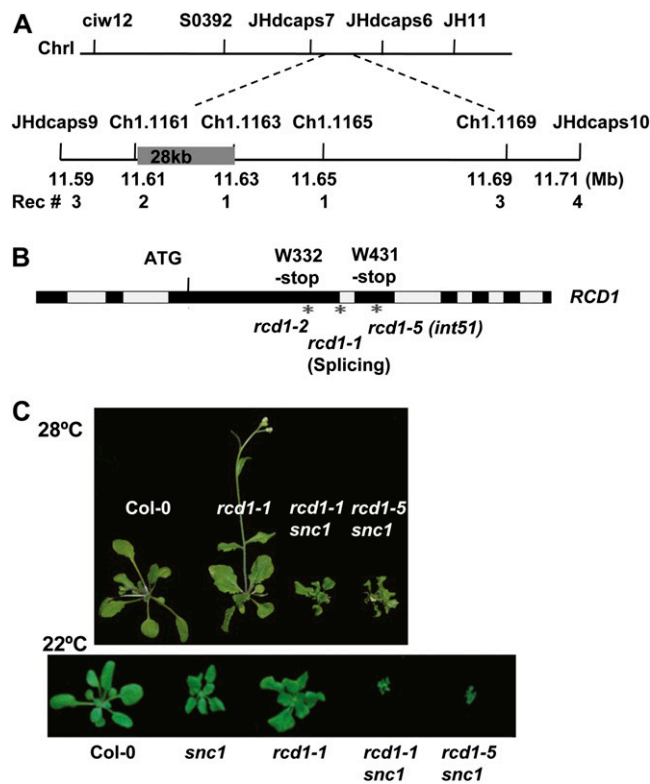 A
ciw12 S0392 JHdcaps7 JHdcaps6 JH11
ChrI
JHdcaps9 Ch1.1161 Ch1.1163 Ch1.1165 Ch1.1169 JHdcaps10
28kb
11.59 11.61 11.63 11.65 11.69 11.71 (Mb)
Rec # 3 2 1 1 3 4
B
ATG W332 -stop W431 -stop
RCD1
* * *
rcd1-2 rcd1-1 (Splicing) rcd1-5 (int51)
C
28ºC
Col-0 rcd1-1 rcd1-1 snc1 rcd1-5 snc1
22ºC
Col-0 snc1 rcd1-1 rcd1-1 snc1 rcd1-5 snc1